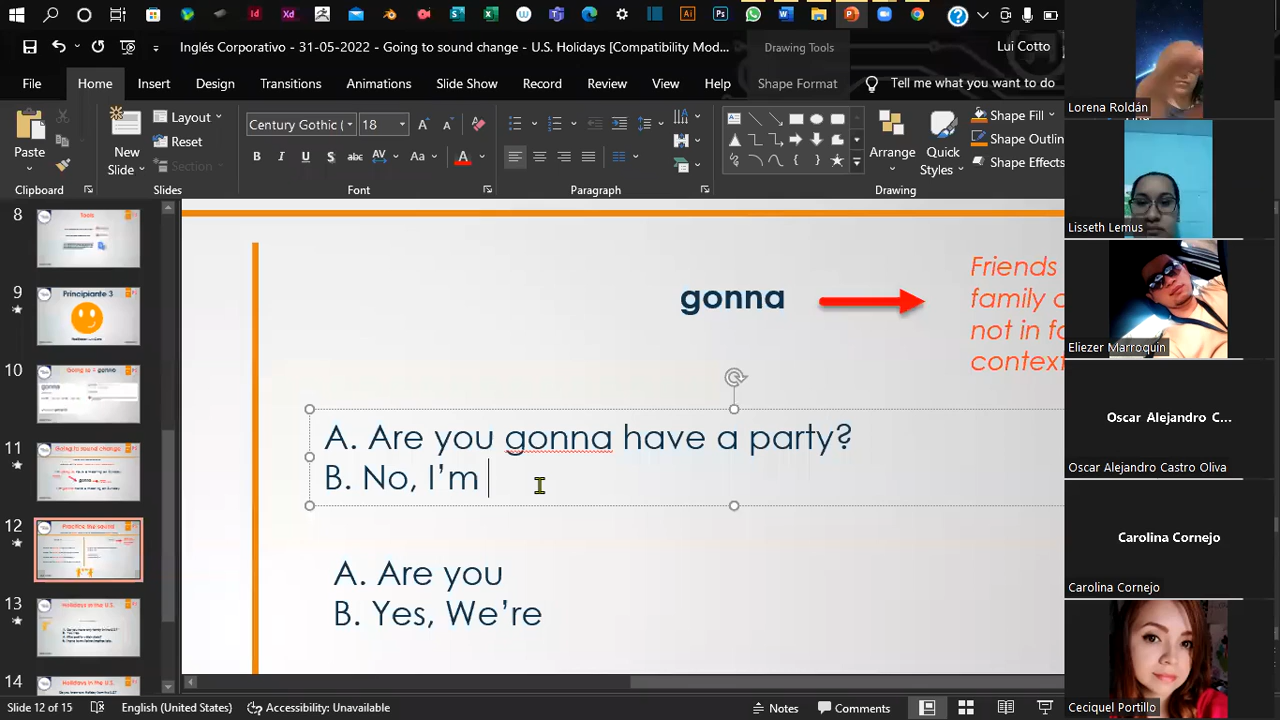 Inglés Corporativo - 31-05-2022 - Going to sound change - U.S. Holidays [Compatibility Mod...
Drawing Tools
Lui Cotto
File
Home
Insert
Design
Transitions
Animations
Slide Show
Record
Review
View
Help
Shape Format
Tell me what you want to do
Paste
New
Slide
Layout
Reset
Section
Century Gothic (
18
Arrange
Quick
Styles
Shape Fill
Shape Outlin
Shape Effects
Clipboard
Slides
Font
Paragraph
Drawing
8
Tools
9
Principiante 3
10
Going to + gonna
11
Going to sound change
12
Practice the sound
13
Holidays in the U.S.
14
Holidays in the U.S.
gonna
Friends
family o
not in fo
context
A. Are you gonna have a party?
B. No, I’m
A. Are you
B. Yes, We’re
Lorena Roldán
Lisseth Lemus
Eliezer Marroquin
Oscar Alejandro C...
Oscar Alejandro Castro Oliva
Carolina Cornejo
Carolina Cornejo
Ceciquel Portillo
Slide 12 of 15
English (United States)
Accessibility: Unavailable
Notes
Comments